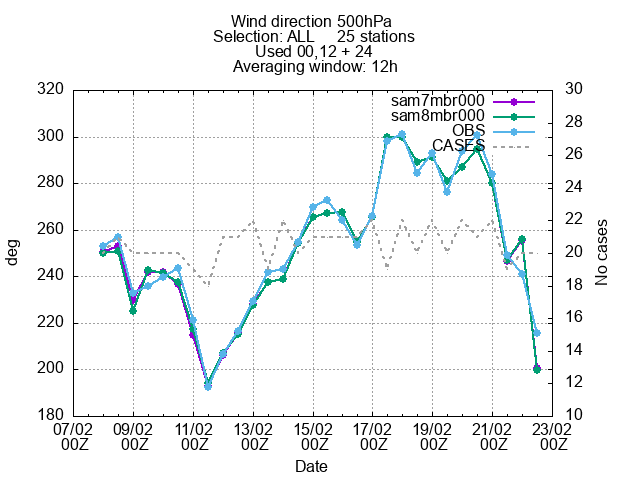 Wind direction 500hPa
Selection: ALL 25 stations
Used 00,12 + 24
Averaging window: 12h
sam7mbr000
sam8mbr000
OBS
CASES
deg
320
300
280
260
240
220
200
180
No cases
30
28
26
24
22
20
18
16
14
12
10
07/02 09/02 11/02 13/02 15/02 17/02 19/02 21/02 23/02
00Z 00Z 00Z 00Z 00Z 00Z 00Z 00Z 00Z
Date